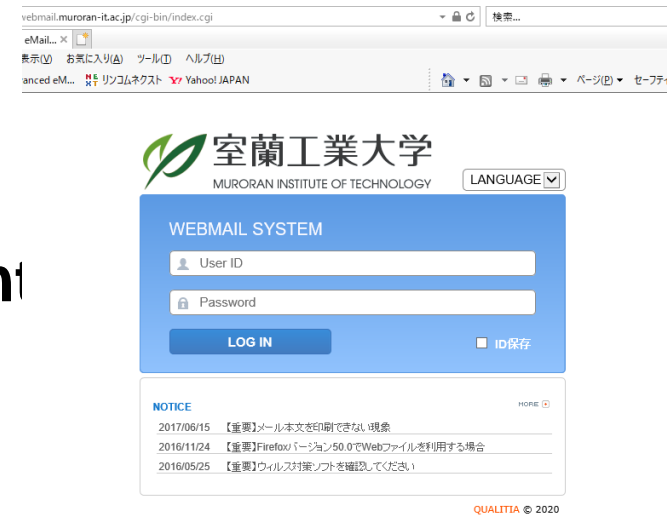 webmail.muroran-it.ac.jp/cgi-bin/index.cgi 検索...
eMail... ×
表示(V) お気に入り(A) ツール(T) ヘルプ(H)
anced eM... リンコムネクスト Yahoo! JAPAN ページ(P) セーフテ
室蘭工業大学
MURORAN INSTITUTE OF TECHNOLOGY
LANGUAGE
WEBMAIL SYSTEM
nt
User ID
Password
LOG IN
ID保存
NOTICE
MORE
2017/06/15 【重要】メール本文を印刷できない現象
2016/11/24 【重要】Firefoxバージョン50.0でWebファイルを利用する場合
2016/05/25 【重要】ウィルス対策ソフトを確認してください
QUALITIA © 2020